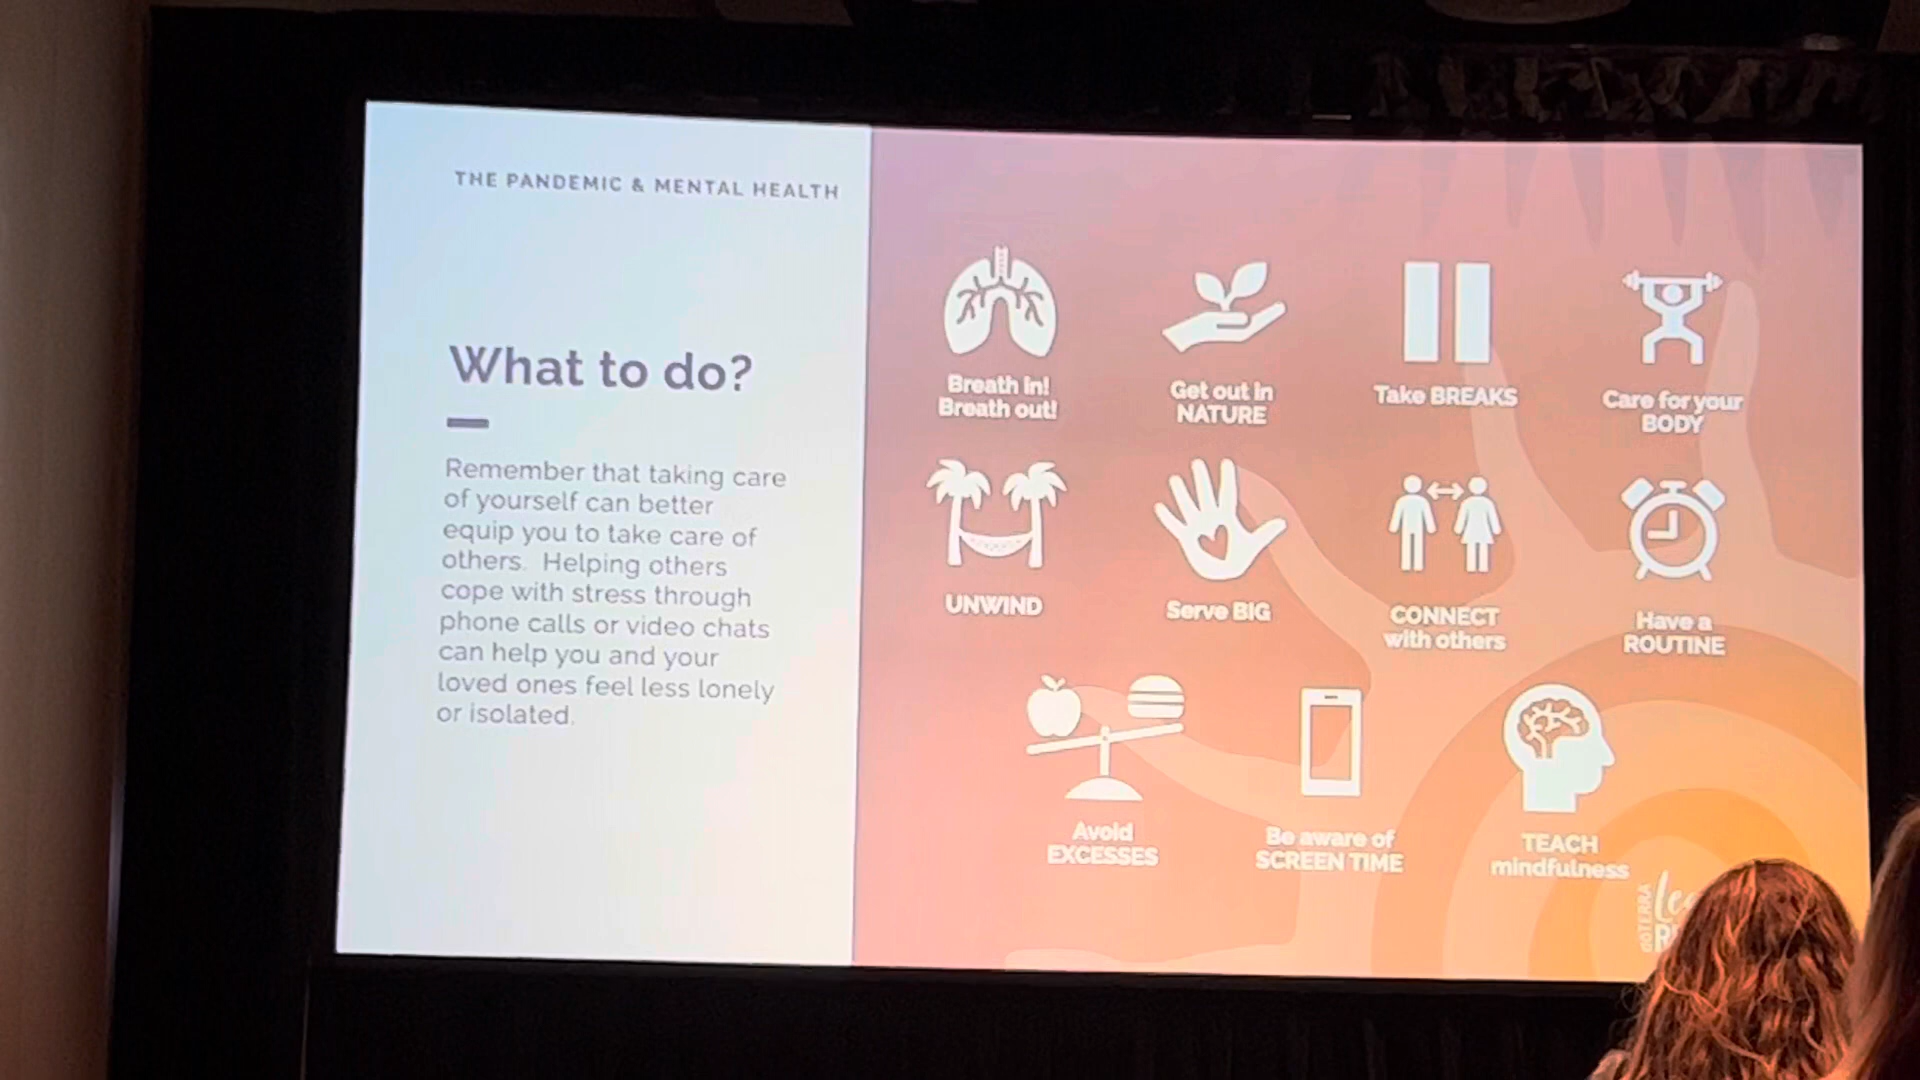 THE PANDEMIC & MENTAL HEALTH
What to do?
Remember that taking care
of yourself can better
equip you to take care of
others. Helping others
cope with stress through
phone calls or video chats
can help you and your
loved ones feel less lonely
or isolated.
Breath in!
Breath out!
Get out in
NATURE
Take BREAKS
Care for your
BODY
UNWIND
Serve BIG
CONNECT
with others
Have a
ROUTINE
Avoid
EXCESSES
Be aware of
SCREEN TIME
TEACH
mindfulness